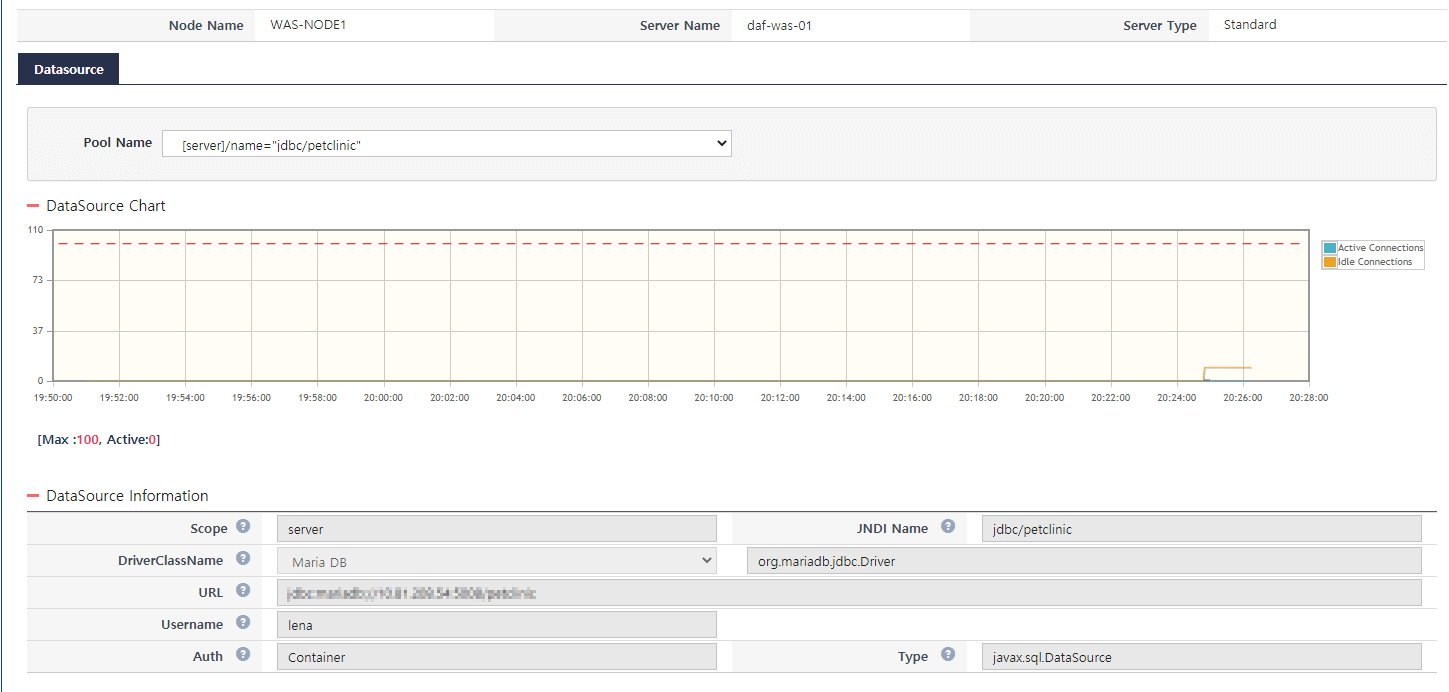 Node Name WAS-NODE1 Server Name daf-was-01 Server Type Standard
Datasource
Pool Name [server]/name="jdbc/petclinic"
DataSource Chart
110
73
37
0
Active Connections
Idle Connections
19:50:00 19:52:00 19:54:00 19:56:00 19:58:00 20:00:00 20:02:00 20:04:00 20:06:00 20:08:00 20:10:00 20:12:00 20:14:00 20:16:00 20:18:00 20:20:00 20:22:00 20:24:00 20:26:00 20:28:00
[Max :100, Active:0]
DataSource Information
Scope ? server JNDI Name ? jdbc/petclinic
DriverClassName ? Maria DB org.mariadb.jdbc.Driver
URL ?
Username ? lena
Auth ? Container Type ? javax.sql.DataSource